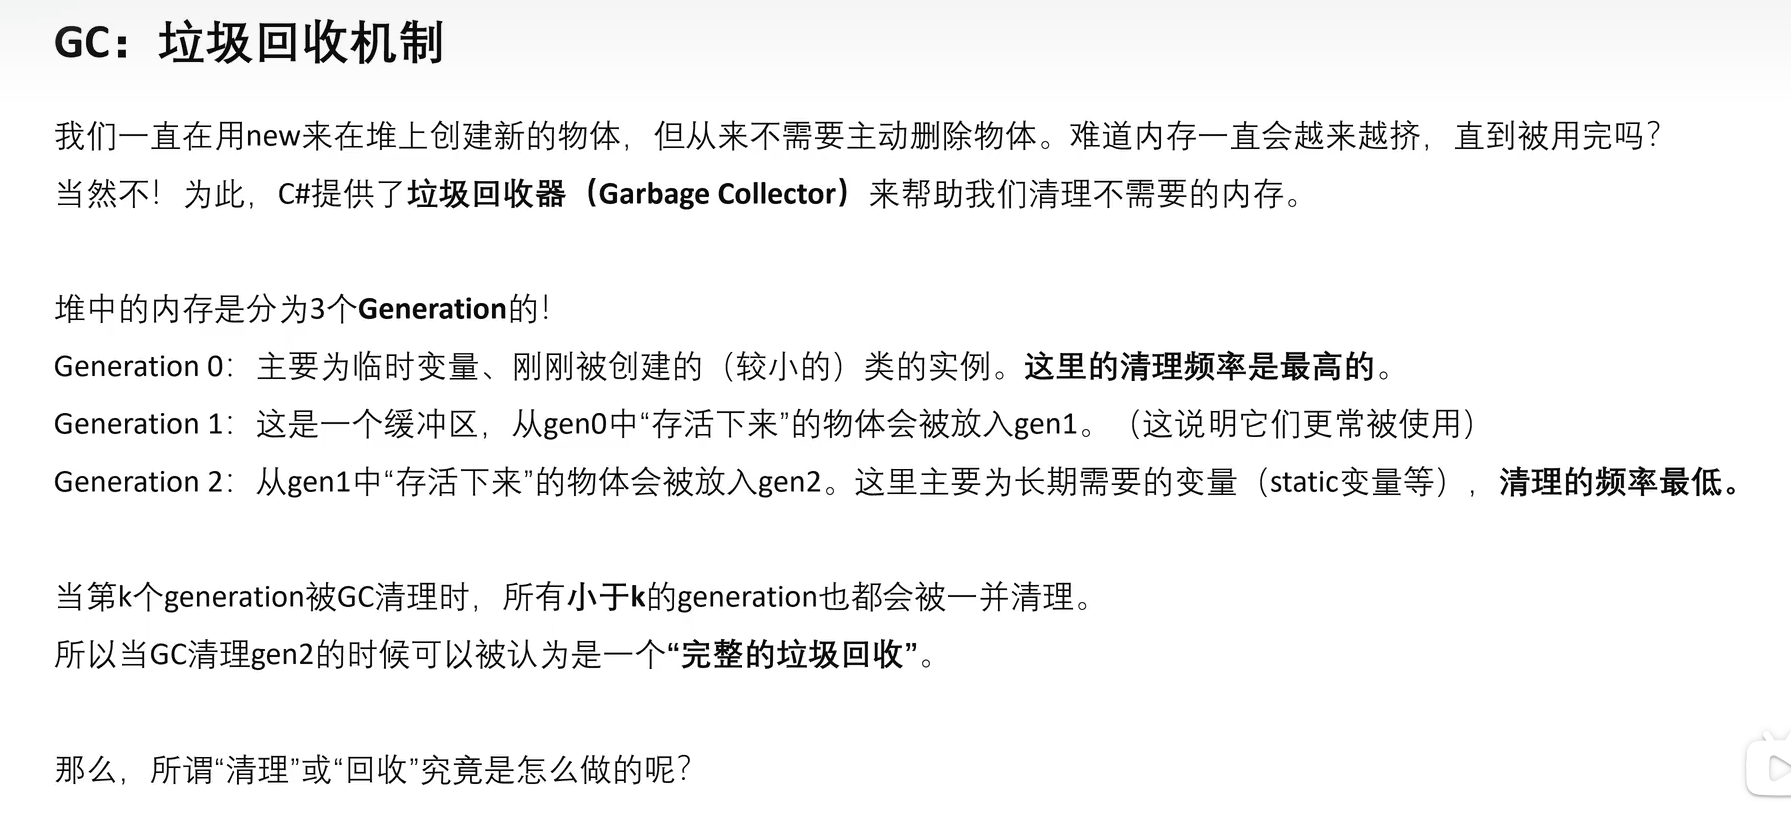 GC：垃圾回收机制
我们一直在用new来在堆上创建新的物体，但从来不需要主动删除物体。难道内存一直会越来越挤，直到被用完吗？
当然不！为此，C#提供了垃圾回收器（Garbage Collector）来帮助我们清理不需要的内存。
堆中的内存是分为3个Generation的！
Generation 0：主要为临时变量、刚刚被创建的（较小的）类的实例。这里的清理频率是最高的。
Generation 1：这是一个缓冲区，从gen0中“存活下来”的物体会被放入gen1。（这说明它们更常被使用）
Generation 2：从gen1中“存活下来”的物体会被放入gen2。这里主要为长期需要的变量（static变量等），清理的频率最低。
当第k个generation被GC清理时，所有小于k的generation也都会被一并清理。
所以当GC清理gen2的时候可以被认为是一个“完整的垃圾回收”。
那么，所谓“清理”或“回收”究竟是怎么做的呢？